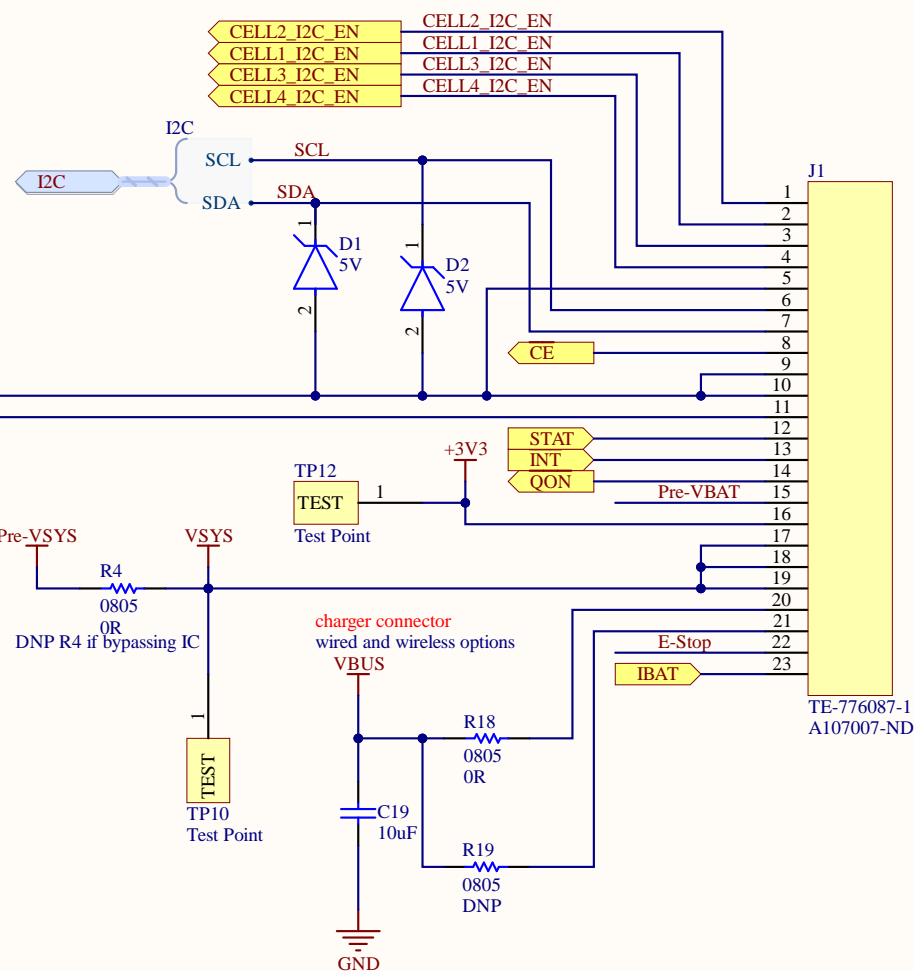 CELL2_I2C_EN
CELL2_I2C_EN
CELL1_I2C_EN
CELL1_I2C_EN
CELL3_I2C_EN
CELL3_I2C_EN
CELL4_I2C_EN
CELL4_I2C_EN
I2C
SCL
SCL
I2C
SDA
SDA
J1
1
2
3
4
5
6
7
8
9
10
11
12
13
14
15
16
17
18
19
20
21
22
23
TE-776087-1
A107007-ND
1
D1
5V
2
1
D2
5V
2
CE
STAT
INT
QON
Pre-VBAT
+3V3
TP12
TEST
1
Test Point
Pre-VSYS
VSYS
R4
0805
0R
DNP R4 if bypassing IC
1
TEST
TP10
Test Point
charger connector
wired and wireless options
VBUS
E-Stop
IBAT
R18
0805
0R
C19
10uF
R19
0805
DNP
GND